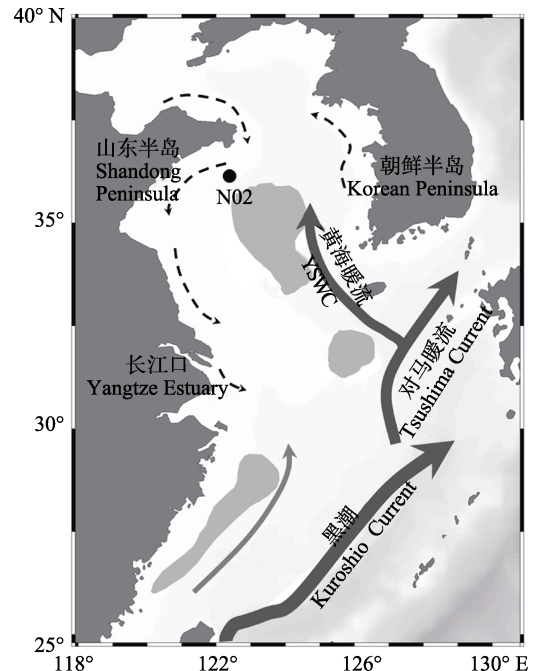 40° N
山东半岛
Shandong
Peninsula
N02
朝鲜半岛
Korean Peninsula
35°
黄海暖流
YSWC
对马暖流
Tsushima Current
长江口
Yangtze Estuary
30°
黑潮
Kuroshio Current
25°
118°
122°
126°
130° E